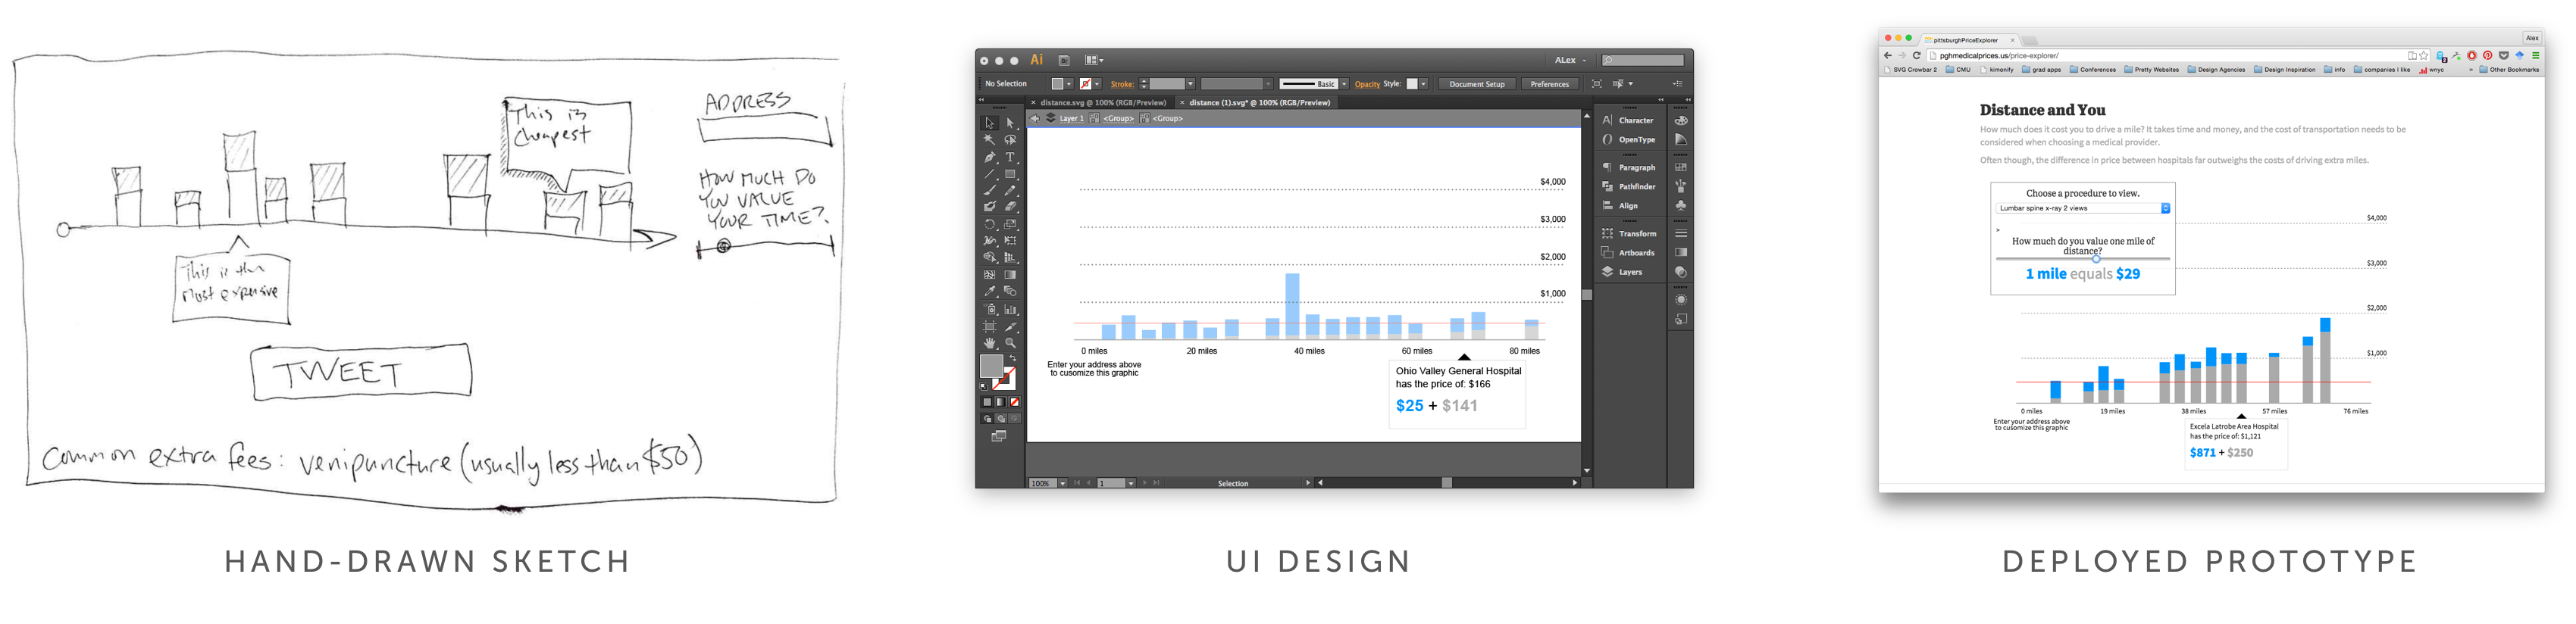 This is
cheapest
ADDRESS
HOW MUCH DO
YOU VALUE
YOUR TIME?
This is the
most expensive
TWEET
Common extra fees: venipuncture (usually less than $50)
HAND-DRAWN SKETCH
Ai
ALex
No Selection
Stroke:
Basic
Opacity
Style:
Document Setup
Preferences
× distance.svg @ 100% (RGB/Preview)
× distance (1).svg* @ 100% (RGB/Preview)
Layer 1
<Group>
<Group>
Character
OpenType
Paragraph
Pathfinder
Align
Transform
Artboards
Layers
$4,000
$3,000
$2,000
$1,000
0 miles
20 miles
40 miles
60 miles
80 miles
Enter your address above
to cusomize this graphic
Ohio Valley General Hospital
has the price of: $166
$25 + $141
100%
1
Selection
UI DESIGN
pittsburghPriceExplorer
Alex
pghmedicalprices.us/price-explorer/
SVG Crowbar 2
CMU
kimonify
grad apps
Conferences
Pretty Websites
Design Agencies
Design Inspiration
info
companies I like
wnyc
»
Other Bookmarks
Distance and You
How much does it cost you to drive a mile? It takes time and money, and the cost of transportation needs to be
considered when choosing a medical provider.
Often though, the difference in price between hospitals far outweighs the costs of driving extra miles.
Choose a procedure to view.
Lumbar spine x-ray 2 views
>
How much do you value one mile of
distance?
1 mile equals $29
$4,000
$3,000
$2,000
$1,000
0 miles
19 miles
38 miles
57 miles
76 miles
Enter your address above
to cusomize this graphic
Excela Latrobe Area Hospital
has the price of: $1,121
$871 + $250
DEPLOYED PROTOTYPE